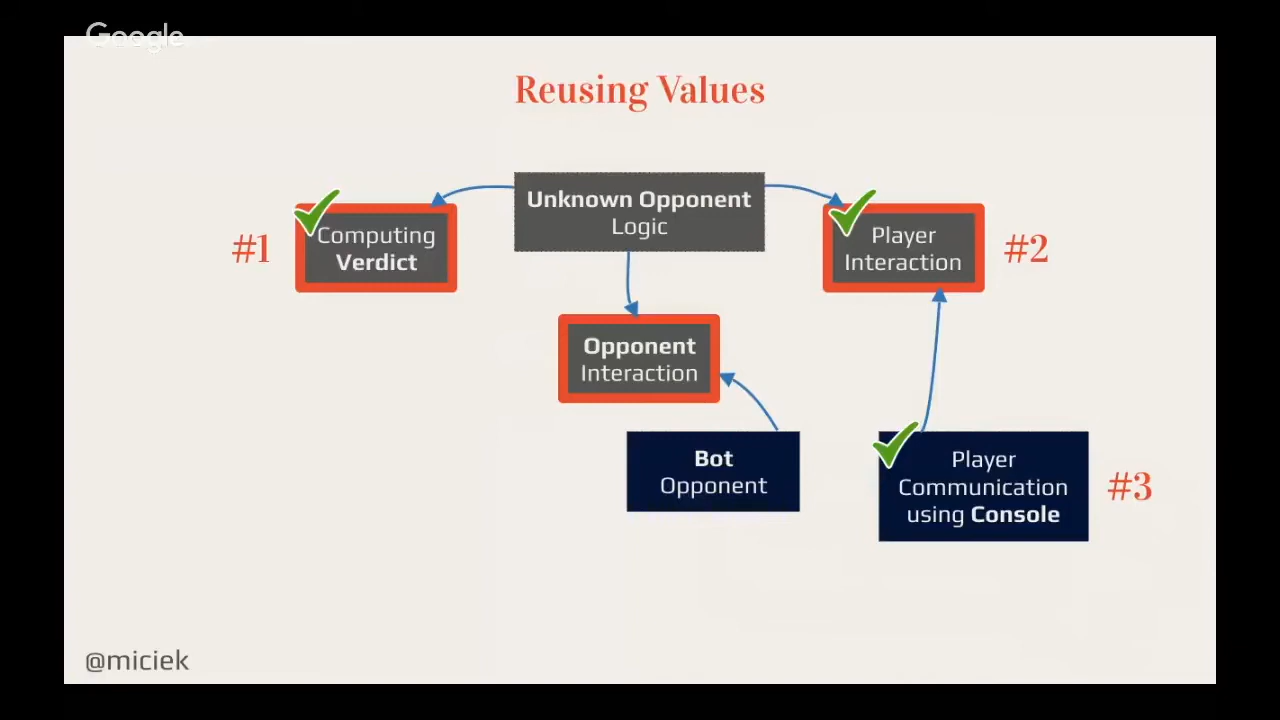 Google
Reusing Values
Unknown Opponent
Logic
#1
Computing
Verdict
Player
Interaction
#2
Opponent
Interaction
Bot
Opponent
Player
Communication
using Console
#3
@miciek